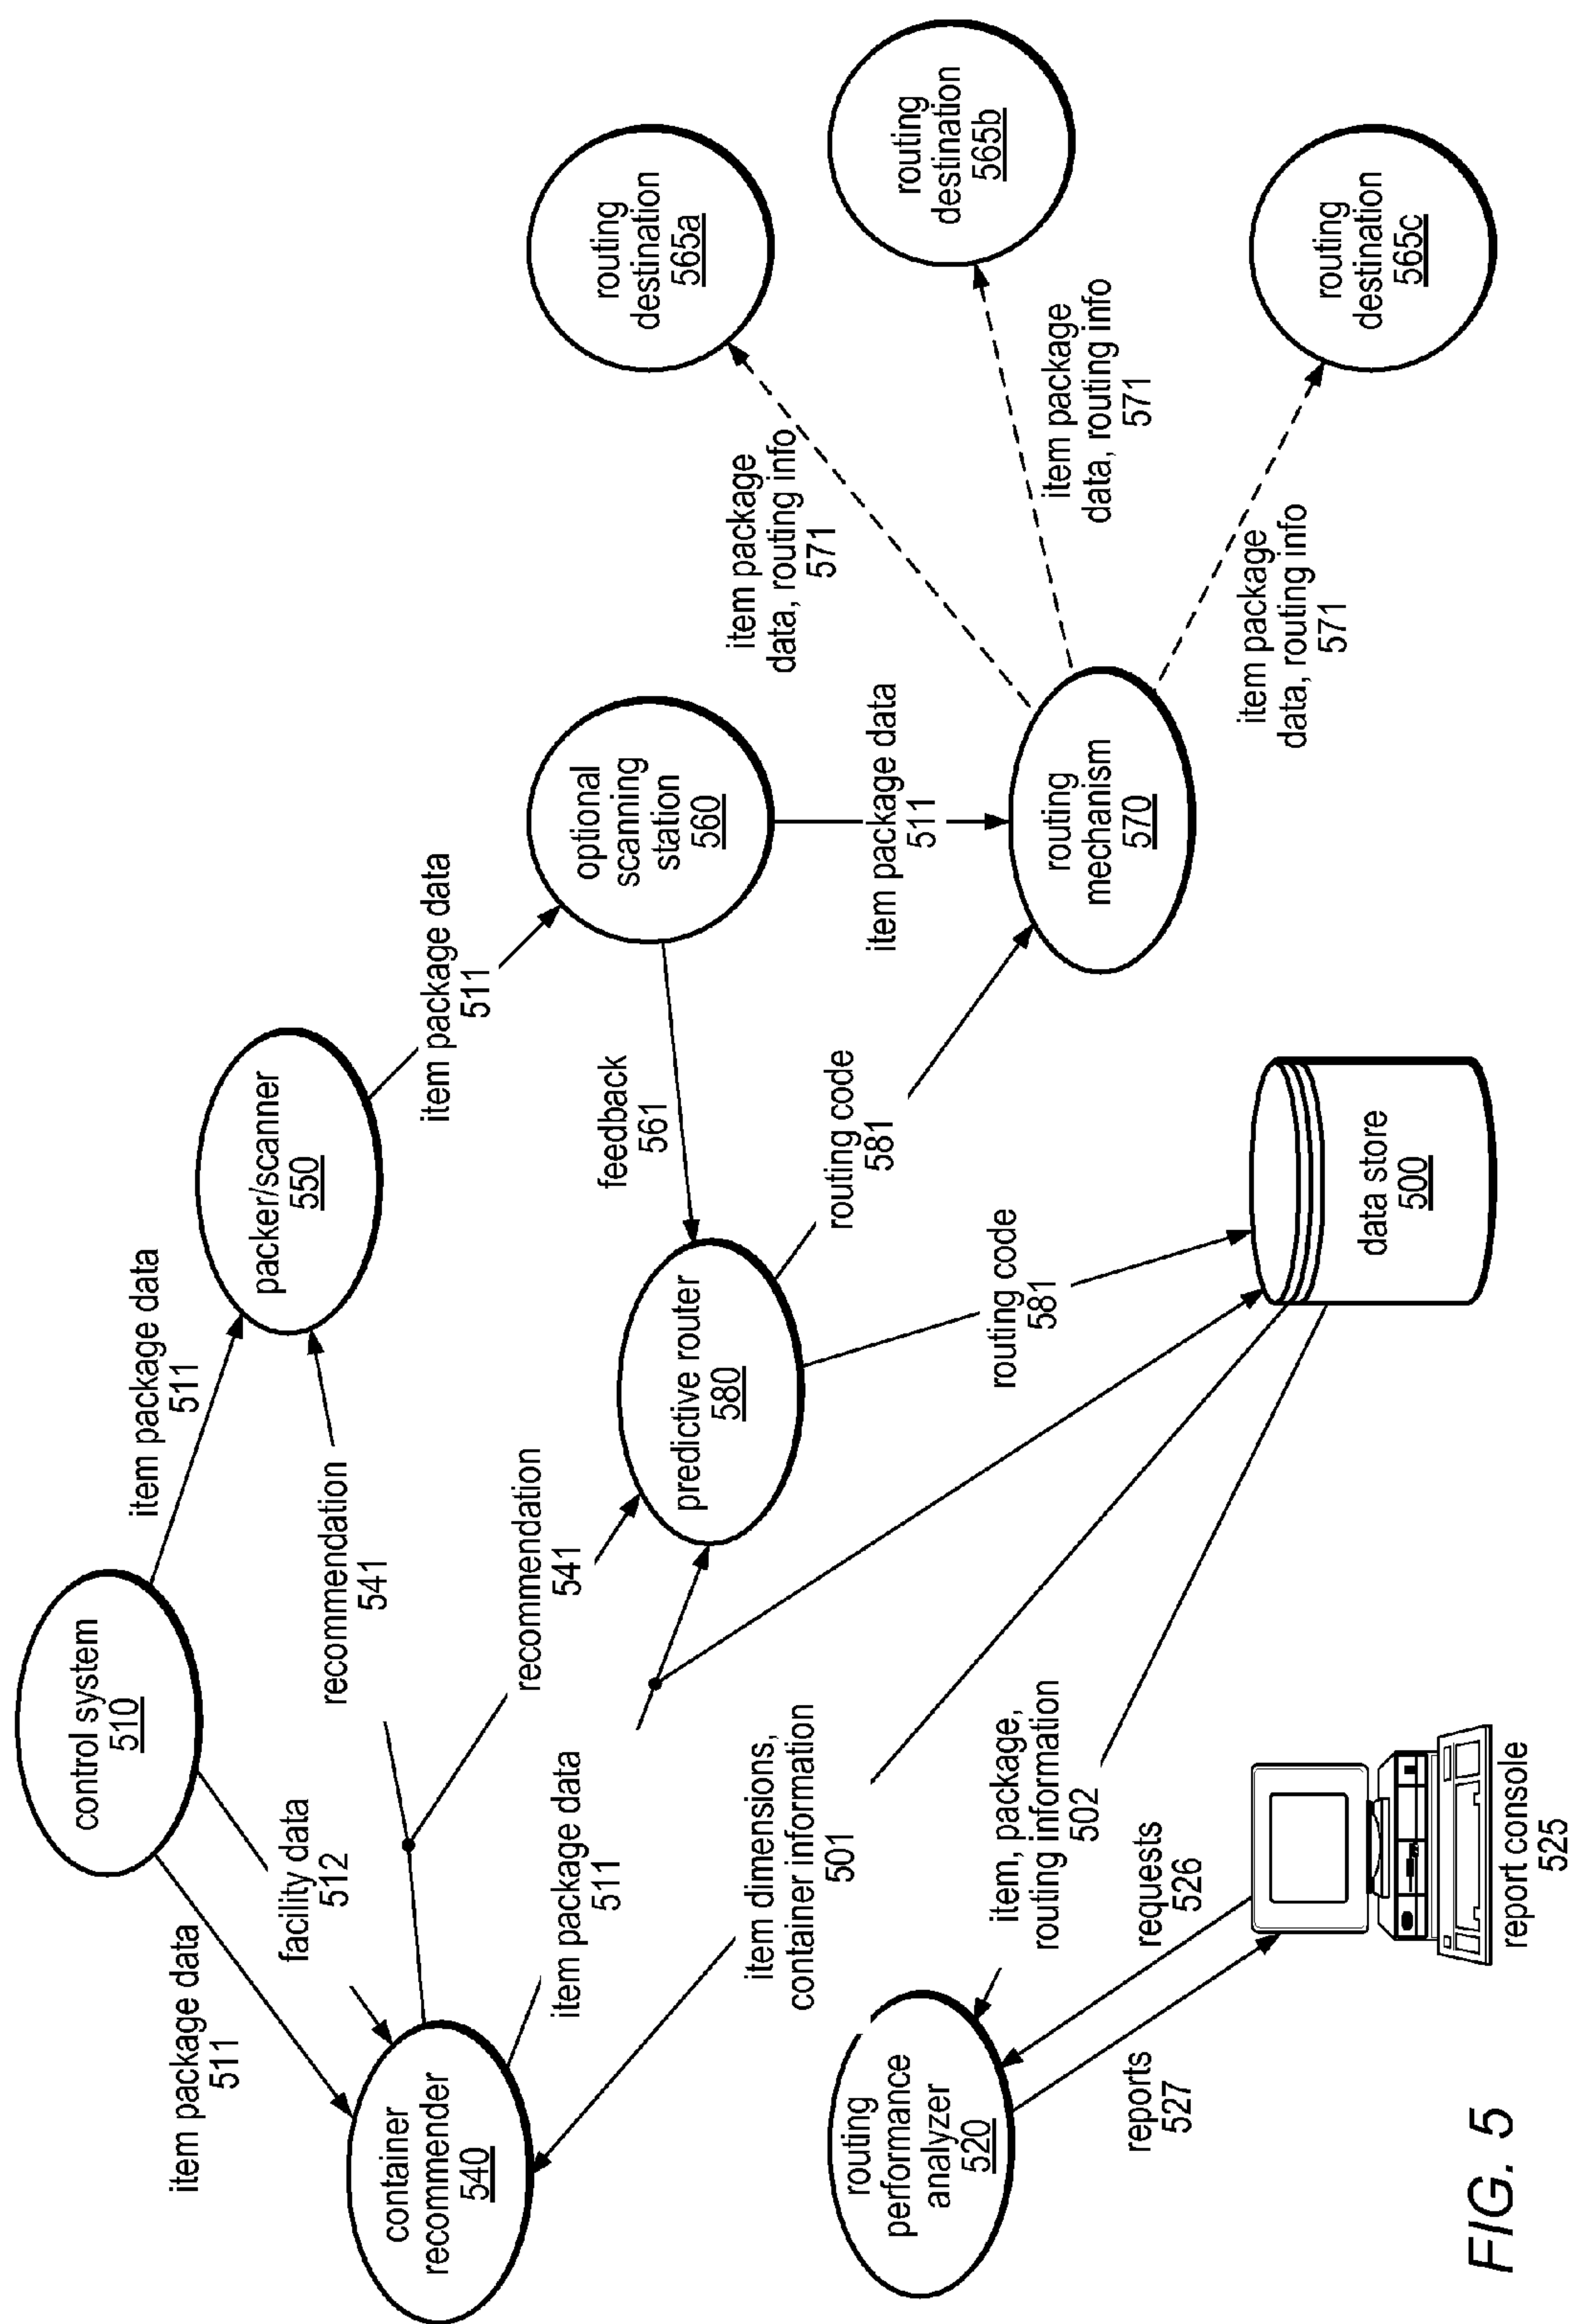 control system
510
item package data
511
facility data
512
item package data
511
container
recommender
540
recommendation
541
recommendation
541
item package data
511
packer/scanner
550
item package data
511
optional
scanning
station
560
feedback
561
item package data
511
predictive router
580
routing code
581
routing code
581
routing
mechanism
570
item package
data, routing info
571
item package
data, routing info
571
item package
data, routing info
571
routing
destination
565a
routing
destination
565b
routing
destination
565c
item dimensions,
container information
501
item, package,
routing information
502
data store
500
routing
performance
analyzer
520
requests
526
reports
527
report console
525
FIG. 5